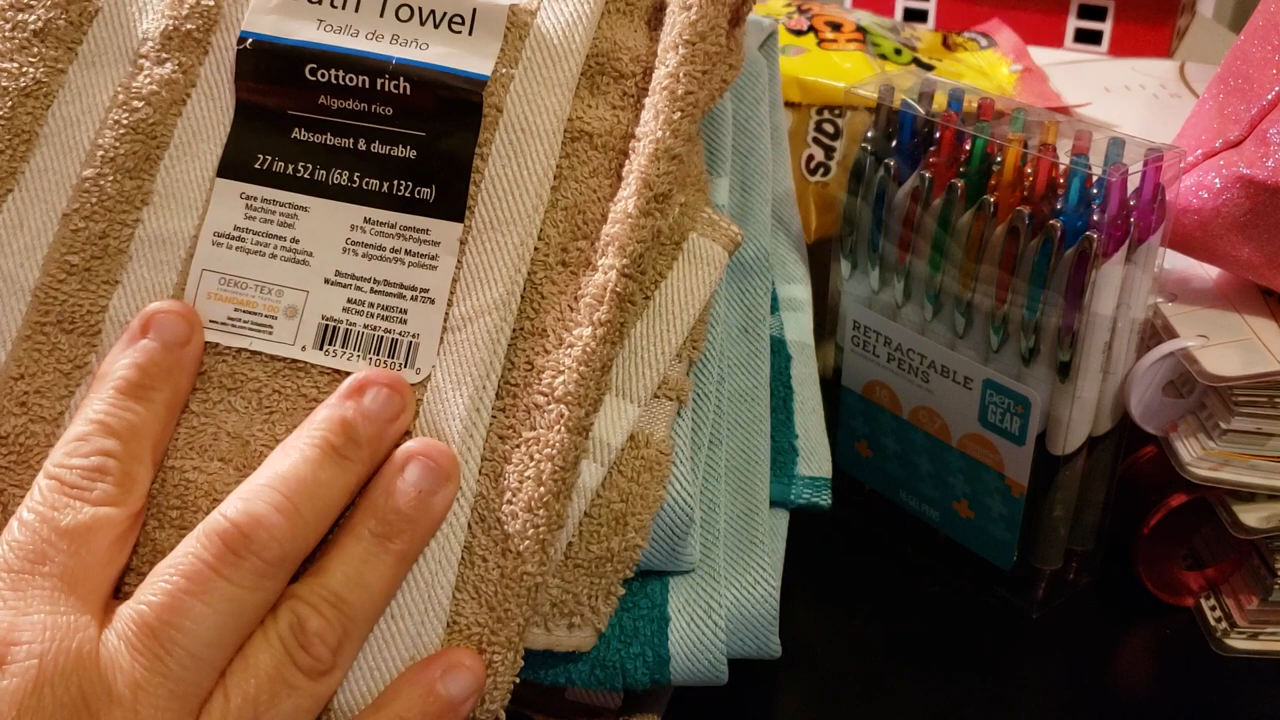 Towel
Toalla de Baño
Cotton rich
Algodón rico
Absorbent & durable
27 in x 52 in (68.5 cm x 132 cm)
Care instructions:
Machine wash.
See care label.
Instrucciones de
cuidado: Lavar a máquina.
Ver la etiqueta de cuidado.
Material content:
91% Cotton/9%Polyester
Contenido del Material:
91% algodón/9% poliéster
Distributed by/Distribuido por
Walmart Inc., Bentonville, AR 72716
MADE IN PAKISTAN
HECHO EN PAKISTÁN
Vallejo Tan - MS87-041-427-61
6 65721 10503 0
OEKO-TEX®
STANDARD 100
ears
RETRACTABLE
GEL PENS
pen+
GEAR
16
0.7